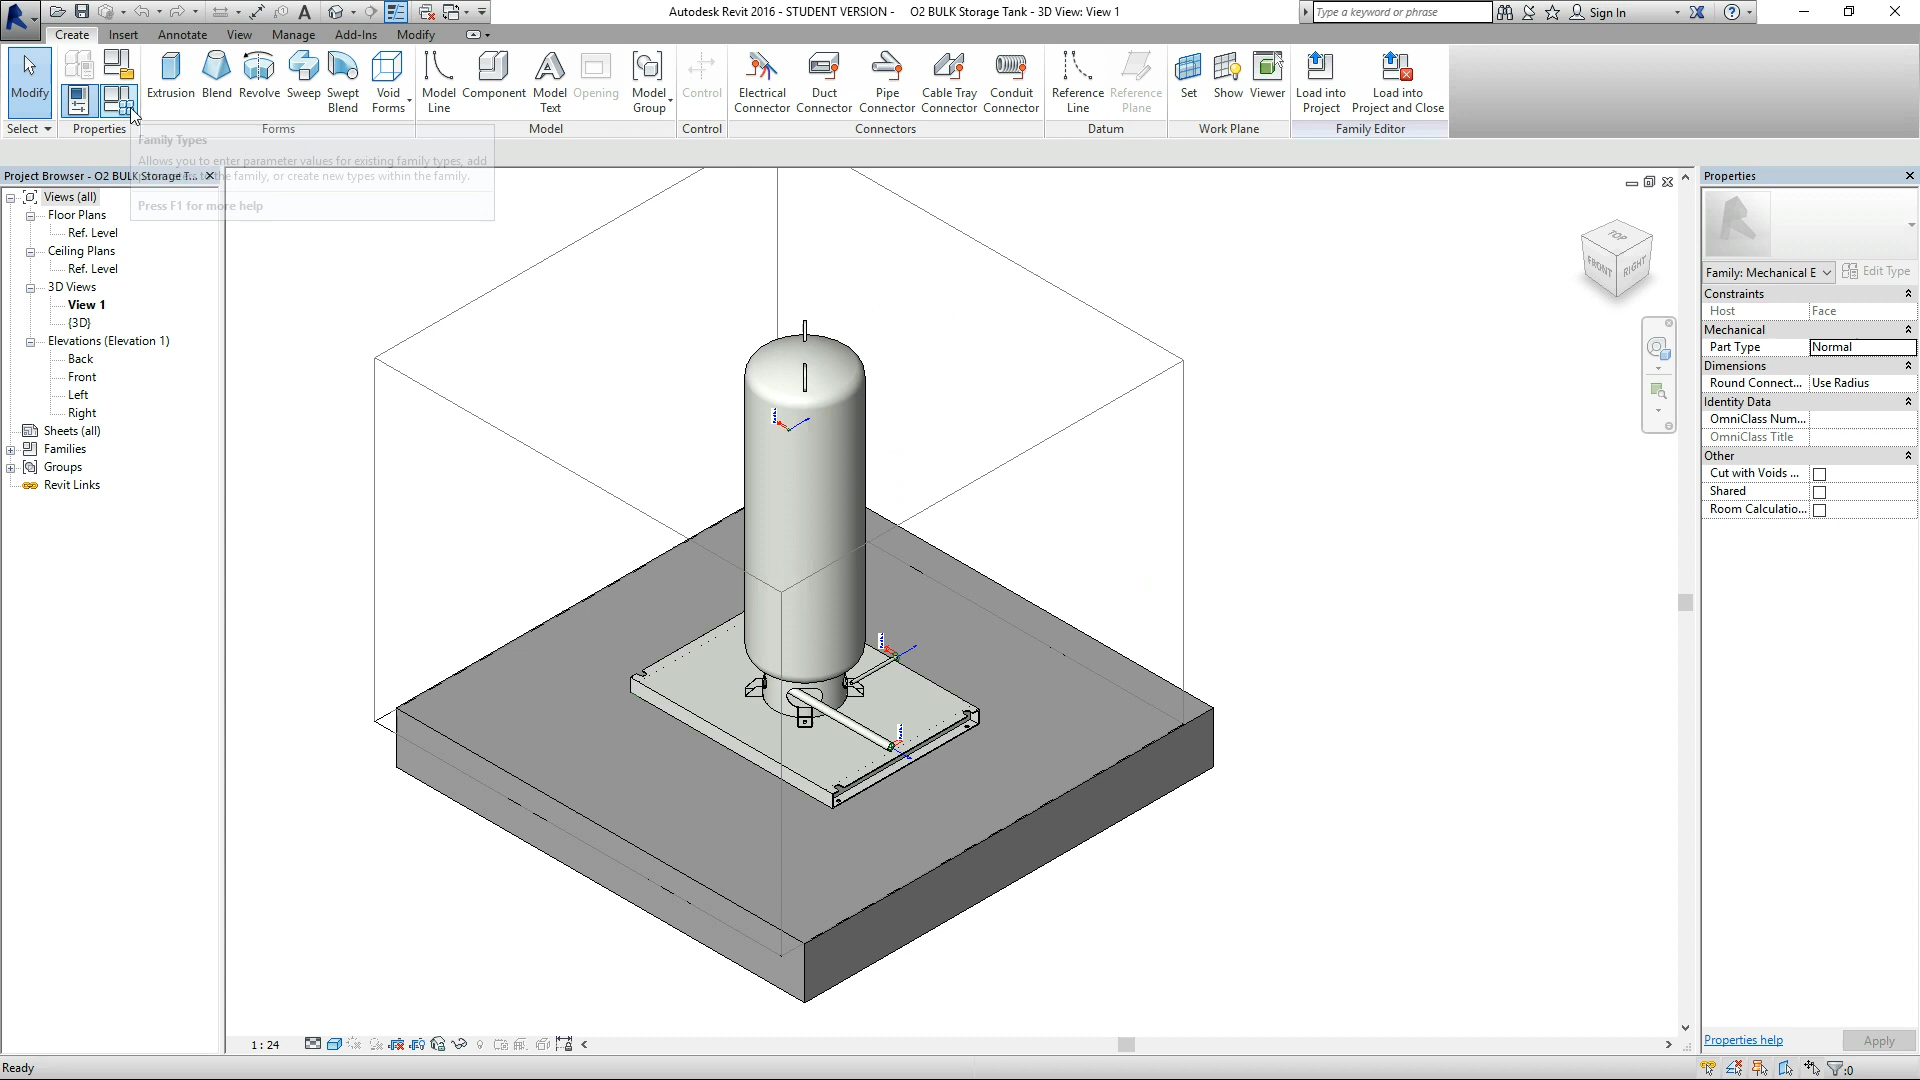 Autodesk Revit 2016 - STUDENT VERSION - O2 BULK Storage Tank - 3D View: View 1
Type a keyword or phrase
Sign In
Create Insert Annotate View Manage Add-Ins Modify
Modify
Extrusion Blend Revolve Sweep Swept Blend Void Forms
Model Line Component Model Text Opening Model Group
Control
Electrical Connector Duct Connector Pipe Connector Cable Tray Connector Conduit Connector
Reference Line Reference Plane
Set Show Viewer
Load into Project Load into Project and Close
Select Properties Forms Model Control Connectors Datum Work Plane Family Editor
Family Types
Allows you to enter parameter values for existing family types, add
the family, or create new types within the family.
Press F1 for more help
Project Browser - O2 BULK Storage T...
Views (all)
Floor Plans
Ref. Level
Ceiling Plans
Ref. Level
3D Views
View 1
{3D}
Elevations (Elevation 1)
Back
Front
Left
Right
Sheets (all)
Families
Groups
Revit Links
TOP
FRONT
RIGHT
Properties
Family: Mechanical E
Edit Type
Constraints
Host Face
Mechanical
Part Type Normal
Dimensions
Round Connect... Use Radius
Identity Data
OmniClass Num...
OmniClass Title
Other
Cut with Voids ...
Shared
Room Calculatio...
Properties help
Apply
1 : 24
Ready
:0